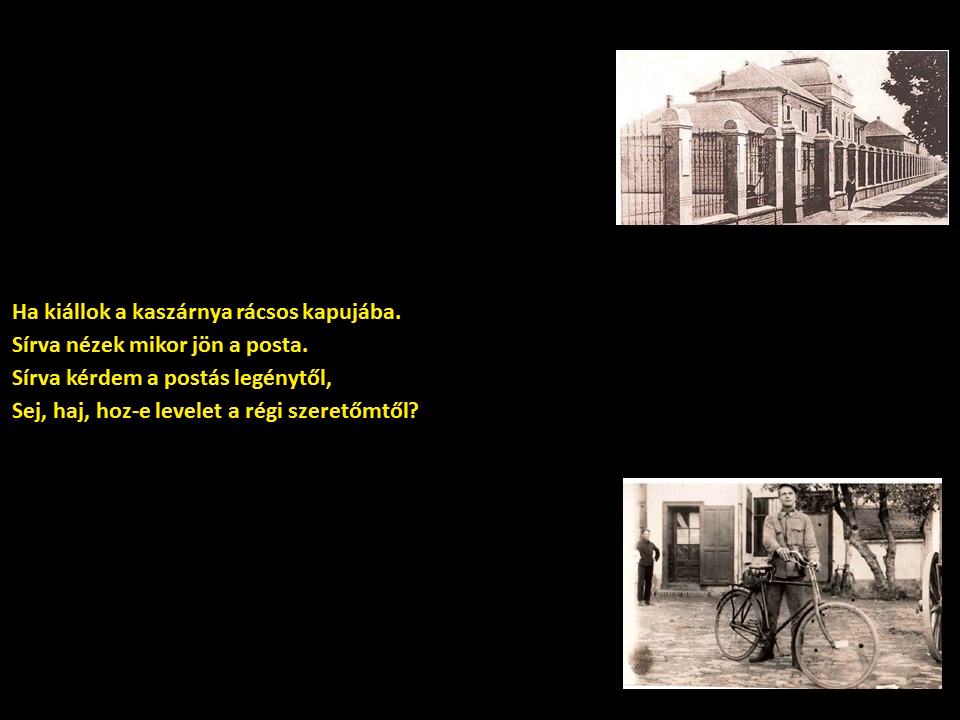 Ha kiállok a kaszárnya rácsos kapujába.
Sírva nézek mikor jön a posta.
Sírva kérdem a postás legénytől,
Sej, haj, hoz-e levelet a régi szeretőmtől?